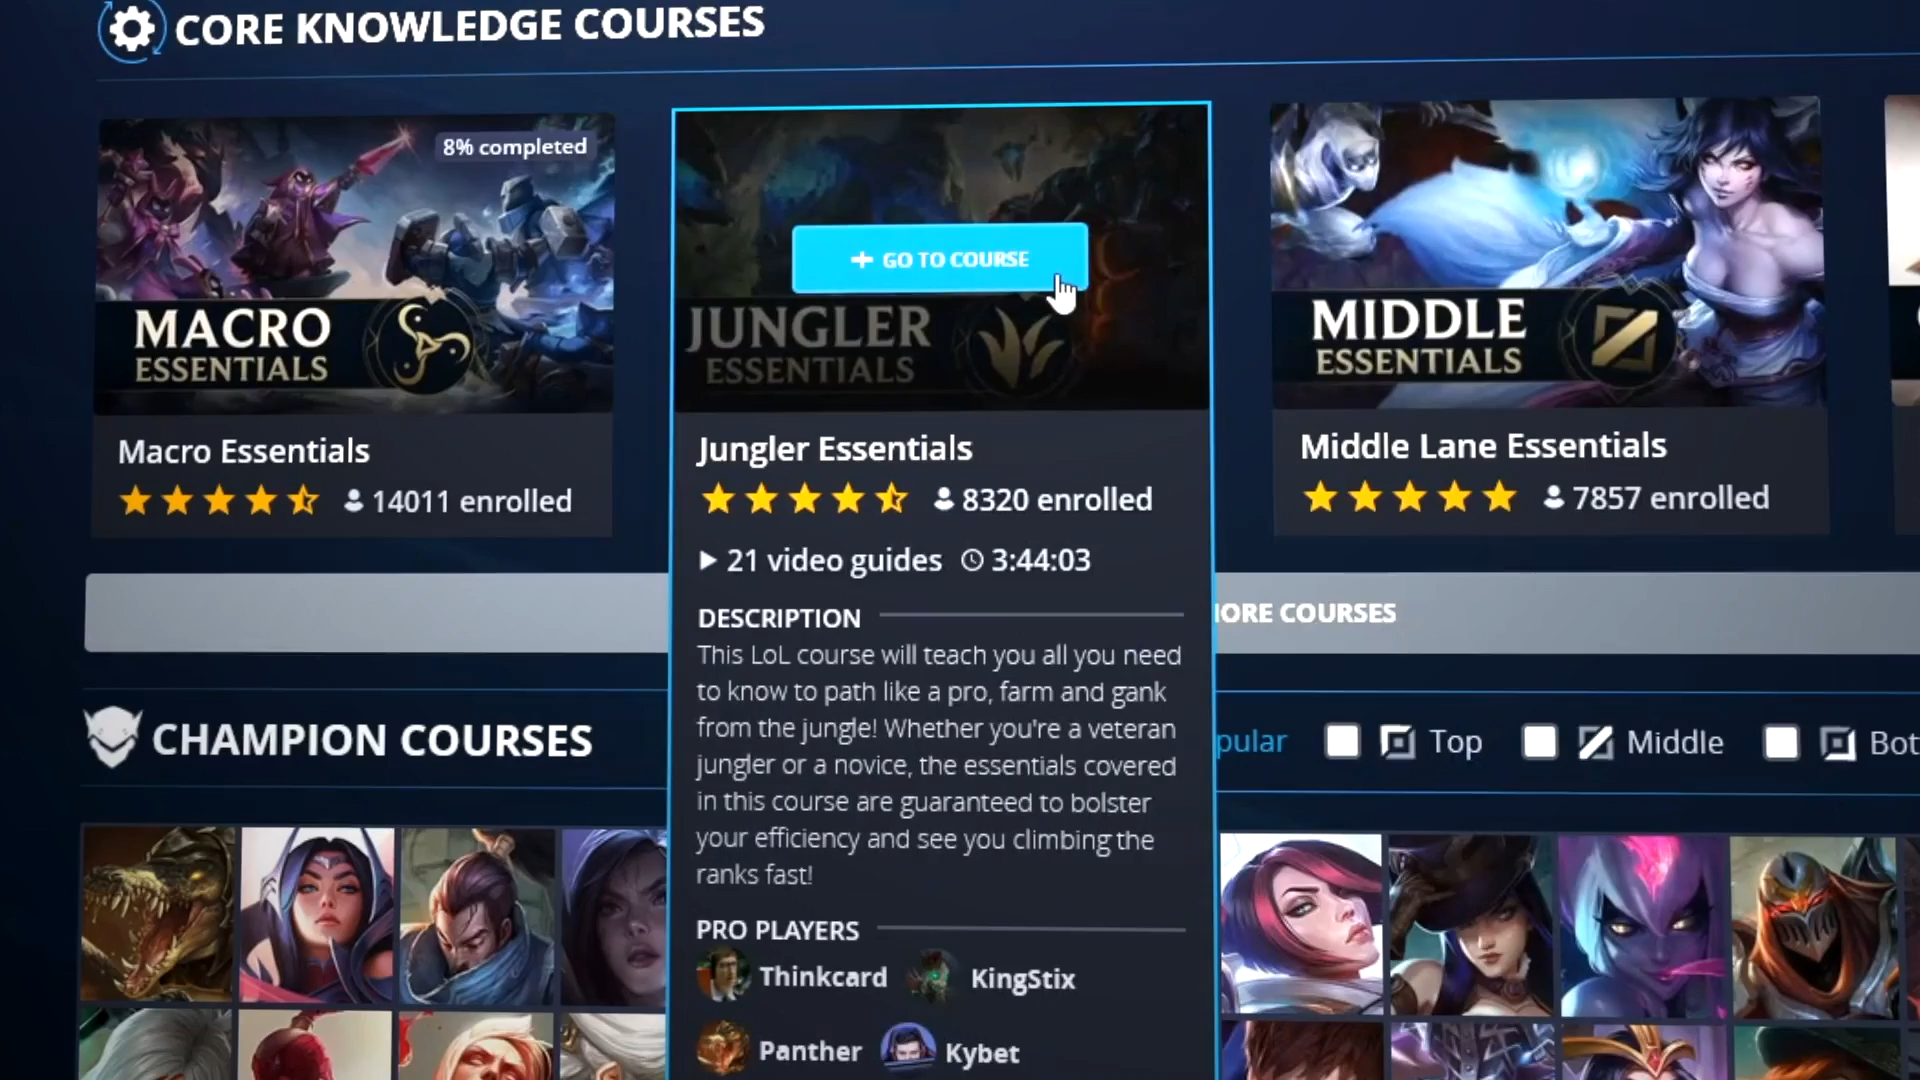 CORE KNOWLEDGE COURSES
8% completed
MACRO
ESSENTIALS
Macro Essentials
14011 enrolled
+ GO TO COURSE
JUNGLER
ESSENTIALS
Jungler Essentials
8320 enrolled
21 video guides 3:44:03
DESCRIPTION
This LoL course will teach you all you need
to know to path like a pro, farm and gank
from the jungle! Whether you're a veteran
jungler or a novice, the essentials covered
in this course are guaranteed to bolster
your efficiency and see you climbing the
ranks fast!
PRO PLAYERS
Thinkcard KingStix
Panther Kybet
MIDDLE
ESSENTIALS
Middle Lane Essentials
7857 enrolled
ORE COURSES
CHAMPION COURSES
pular Top Middle Bot